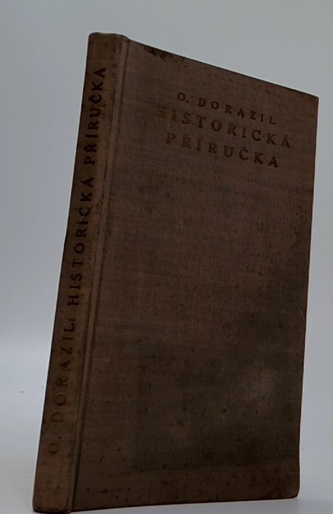 O. DORAZIL
HISTORICKÁ
PŘÍRUČKA
O. DORAZIL: HISTORICKÁ PŘÍRUČKA